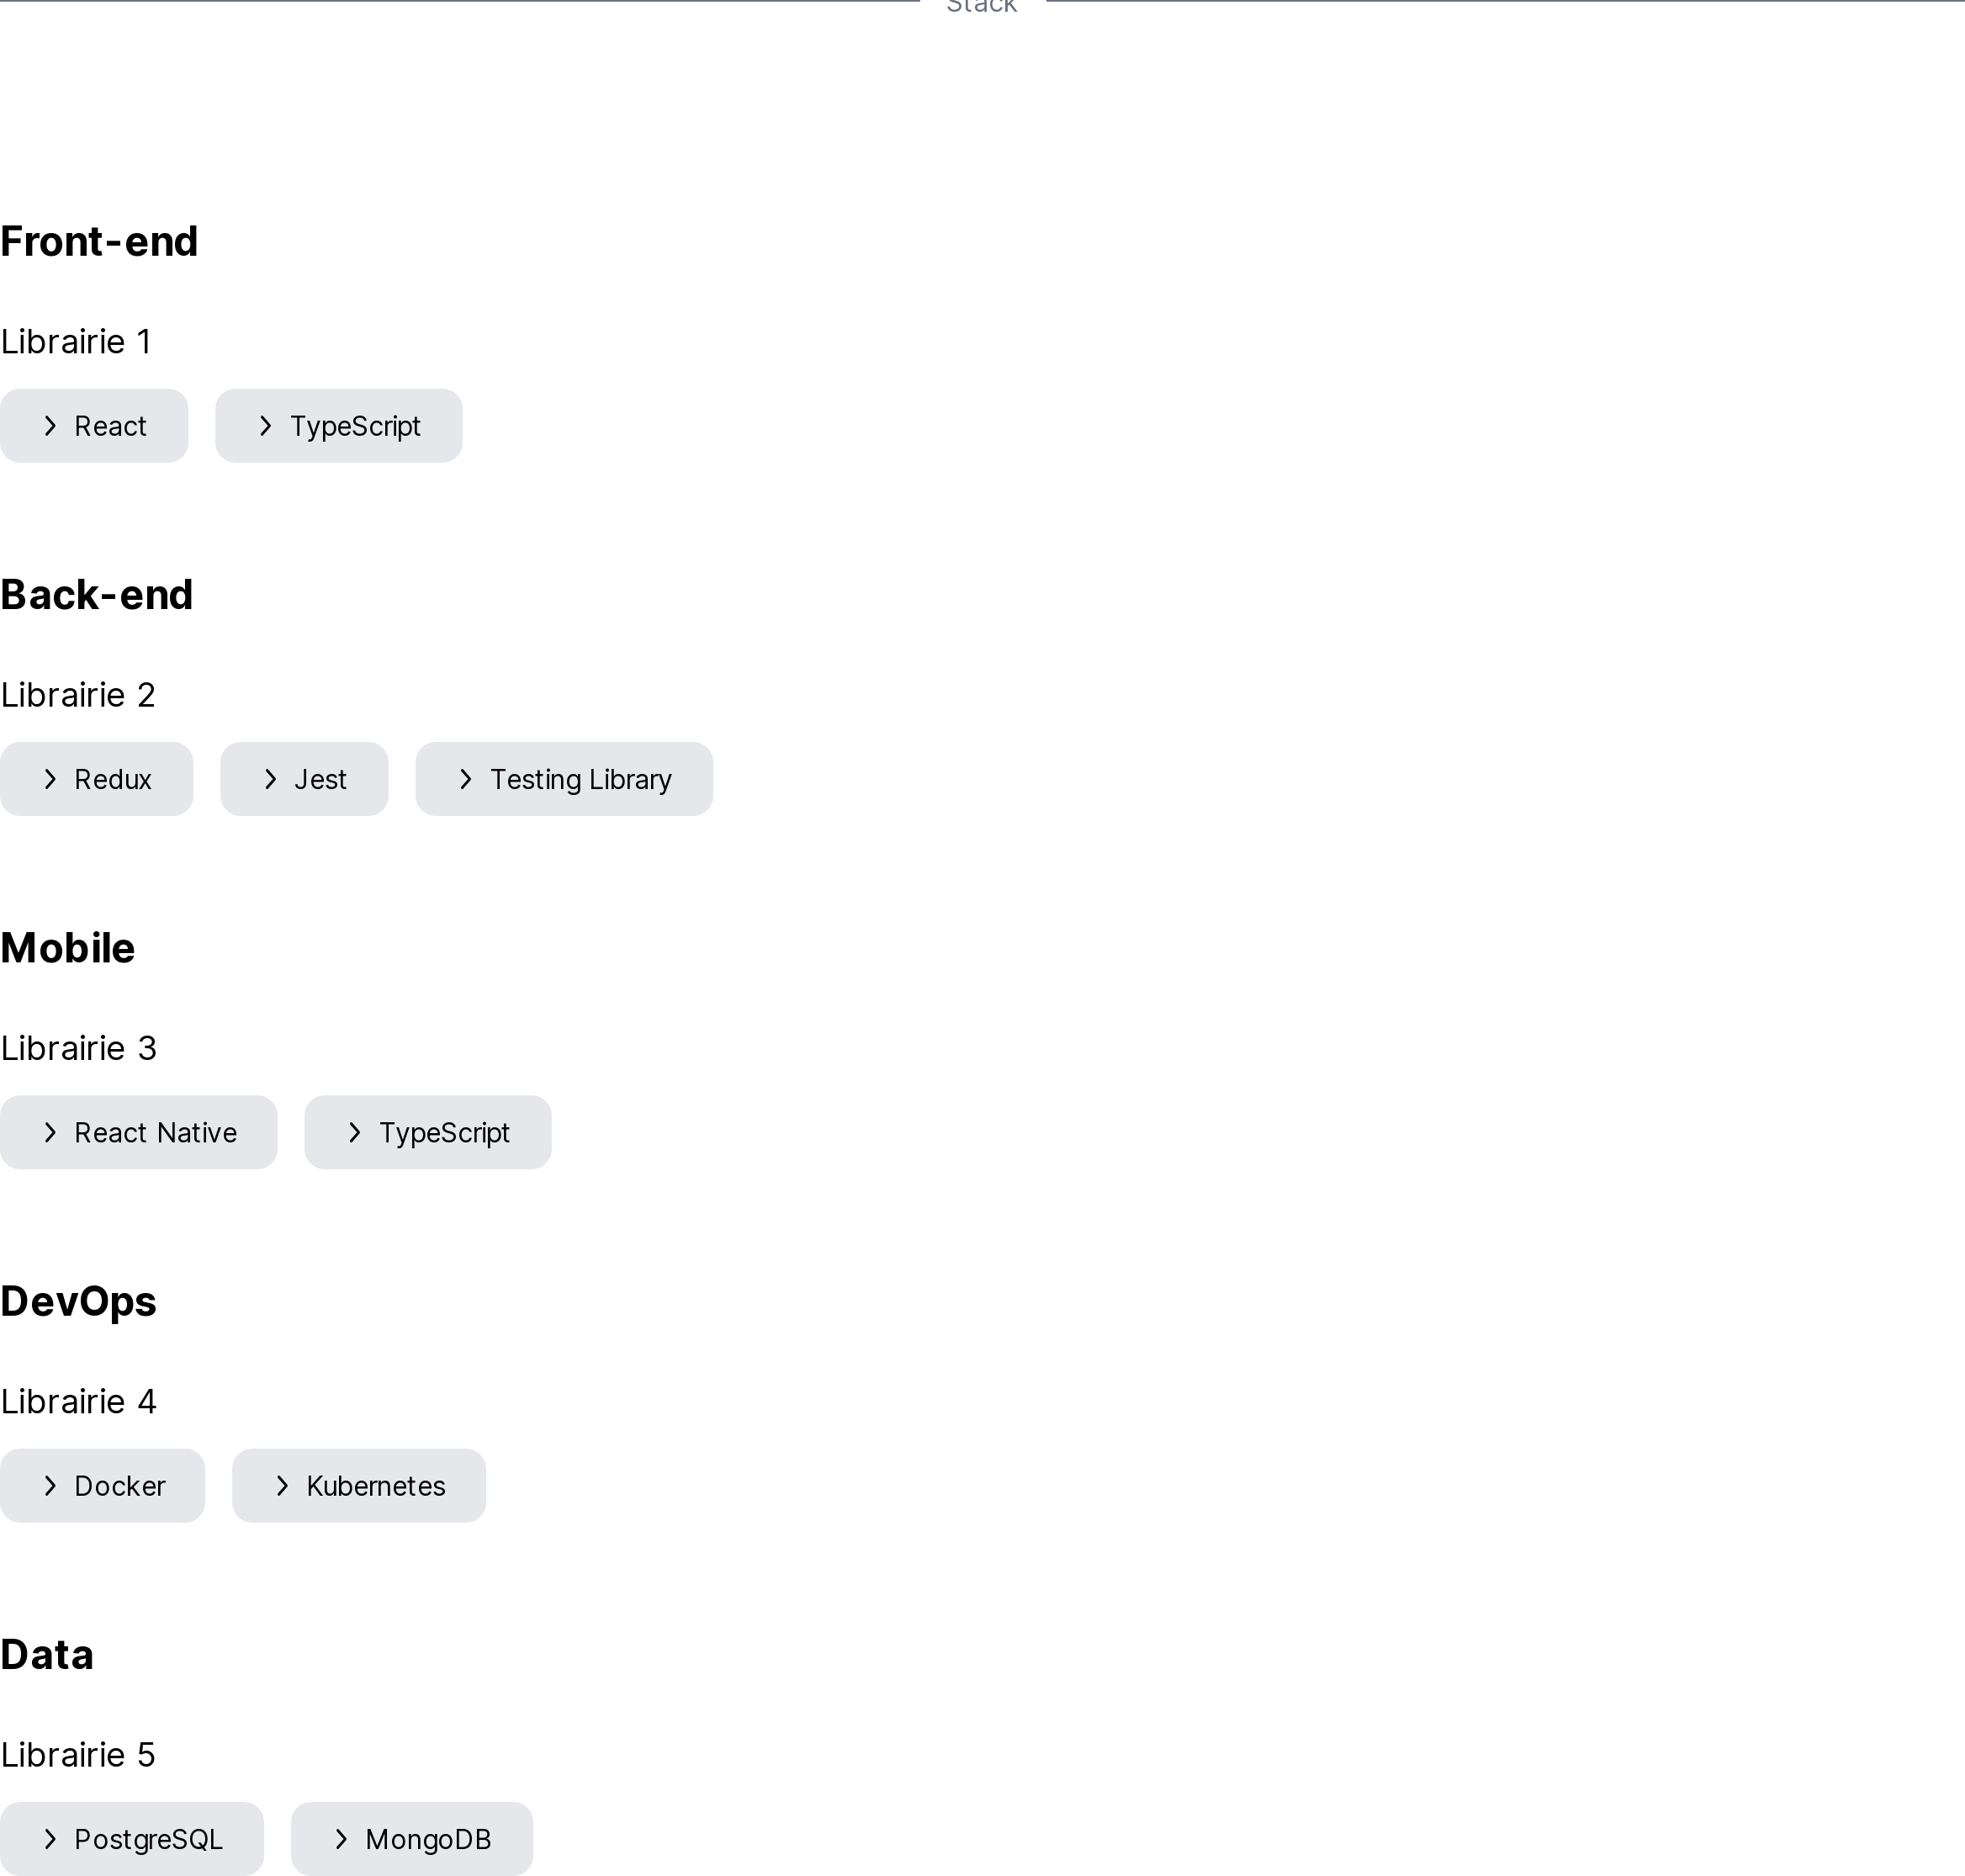 Stack
Front-end
Librairie 1
React TypeScript
Back-end
Librairie 2
Redux Jest Testing Library
Mobile
Librairie 3
React Native TypeScript
DevOps
Librairie 4
Docker Kubernetes
Data
Librairie 5
PostgreSQL MongoDB